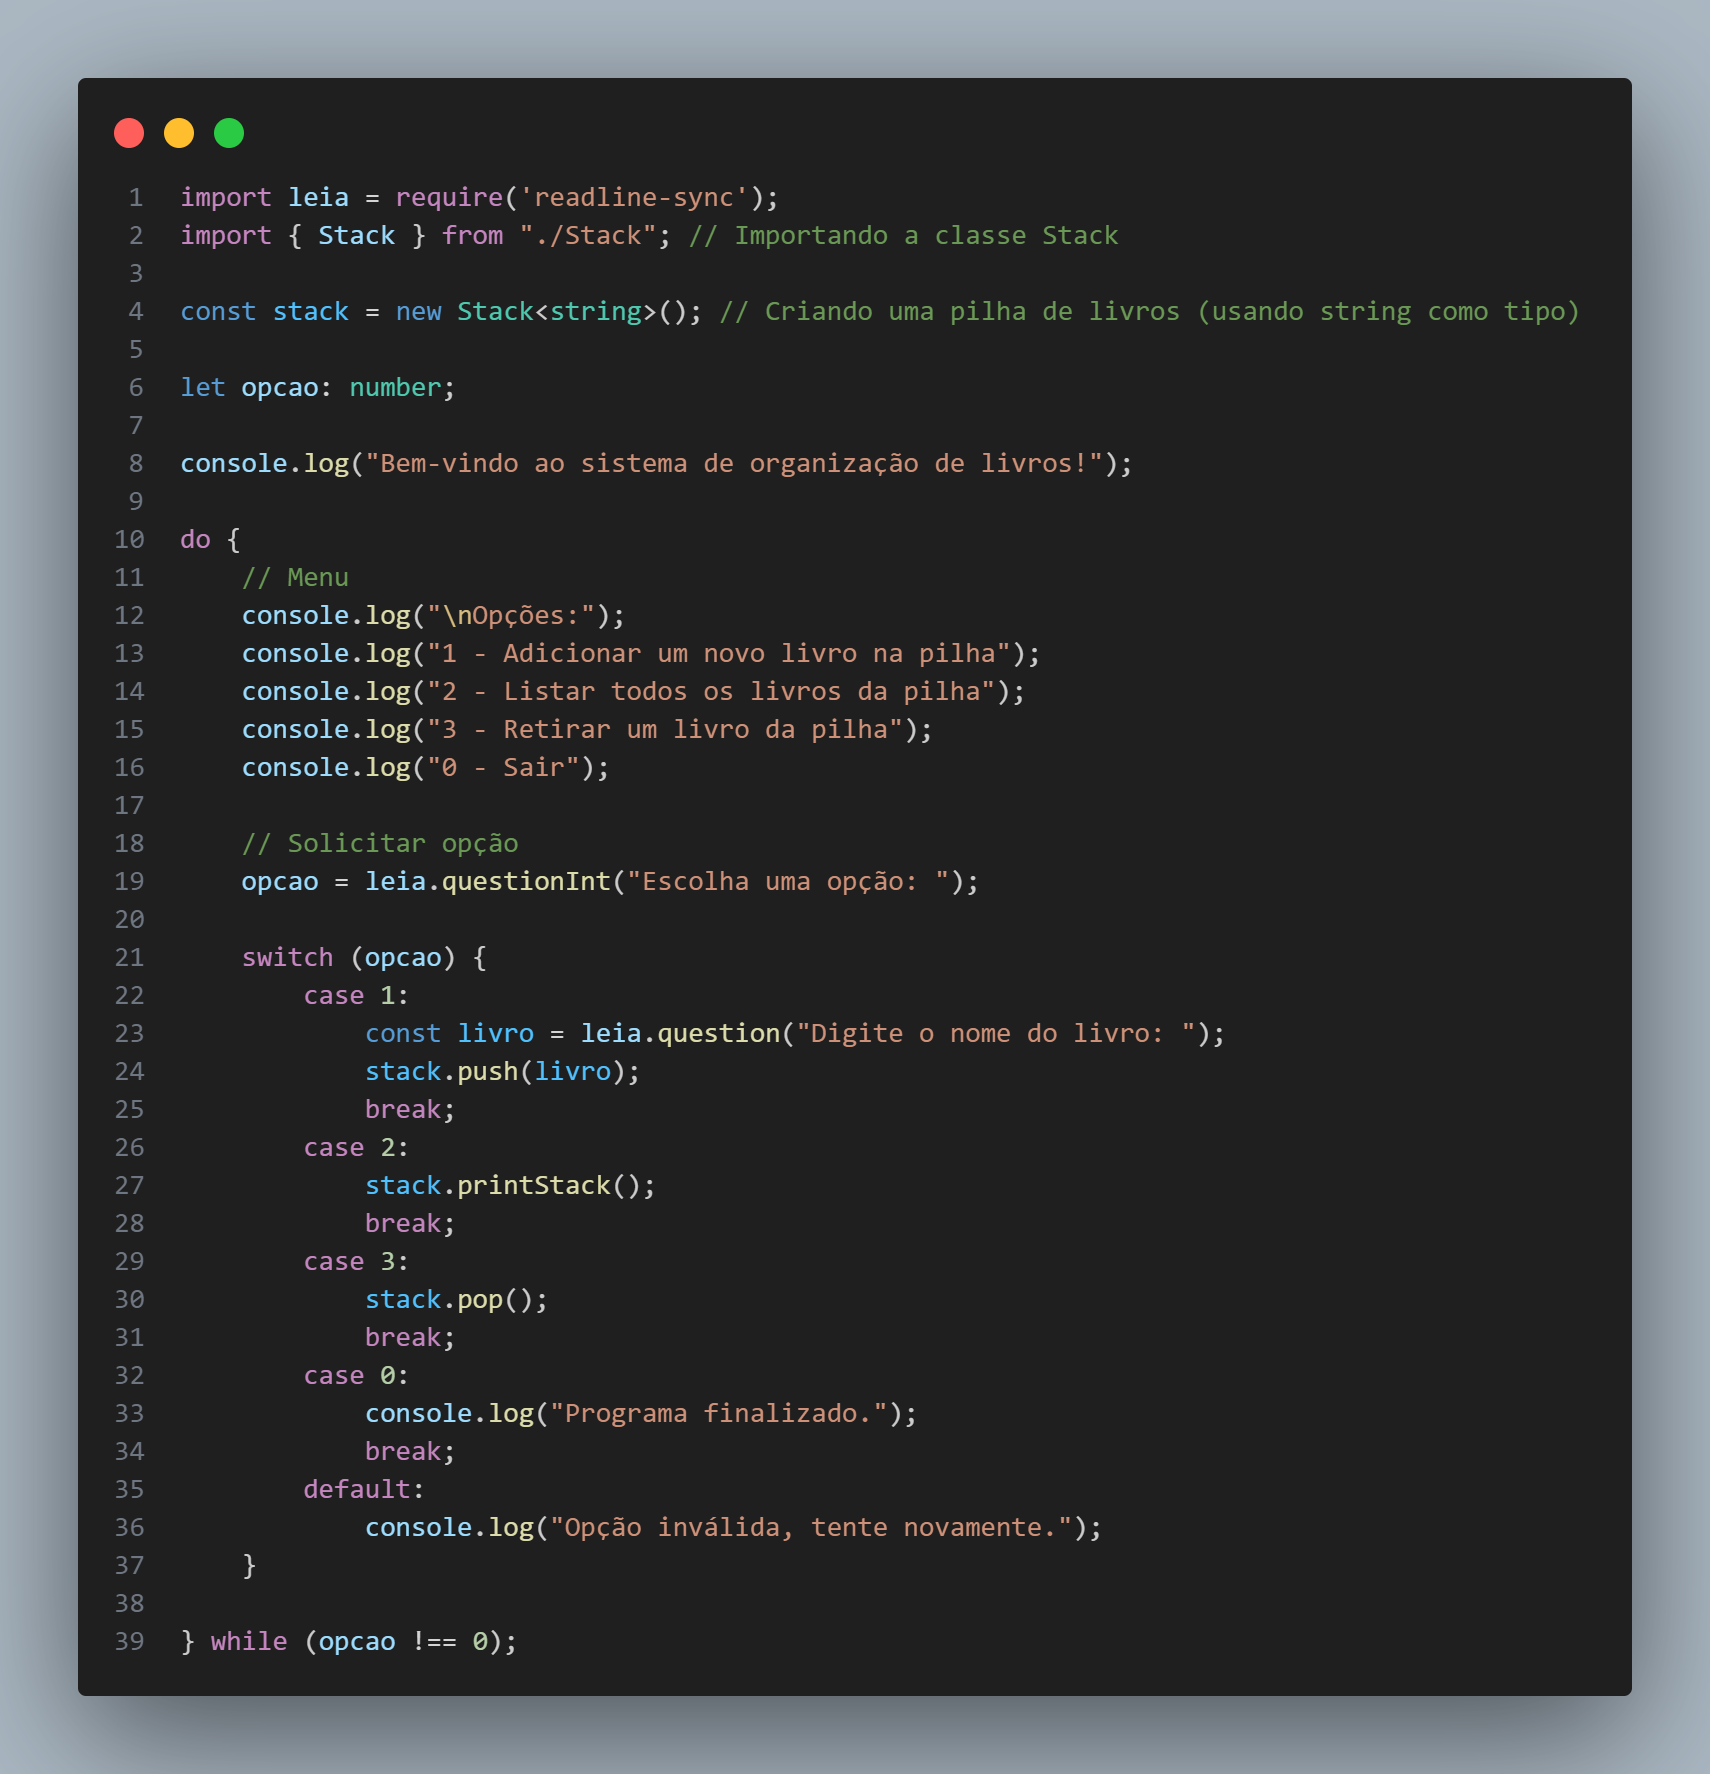 1 import leia = require('readline-sync');
2 import { Stack } from "./Stack"; // Importando a classe Stack
3
4 const stack = new Stack<string>(); // Criando uma pilha de livros (usando string como tipo)
5
6 let opcao: number;
7
8 console.log("Bem-vindo ao sistema de organização de livros!");
9
10 do {
11     // Menu
12     console.log("\nOpções:");
13     console.log("1 - Adicionar um novo livro na pilha");
14     console.log("2 - Listar todos os livros da pilha");
15     console.log("3 - Retirar um livro da pilha");
16     console.log("0 - Sair");
17
18     // Solicitar opção
19     opcao = leia.questionInt("Escolha uma opção: ");
20
21     switch (opcao) {
22         case 1:
23             const livro = leia.question("Digite o nome do livro: ");
24             stack.push(livro);
25             break;
26         case 2:
27             stack.printStack();
28             break;
29         case 3:
30             stack.pop();
31             break;
32         case 0:
33             console.log("Programa finalizado.");
34             break;
35         default:
36             console.log("Opção inválida, tente novamente.");
37     }
38
39 } while (opcao !== 0);